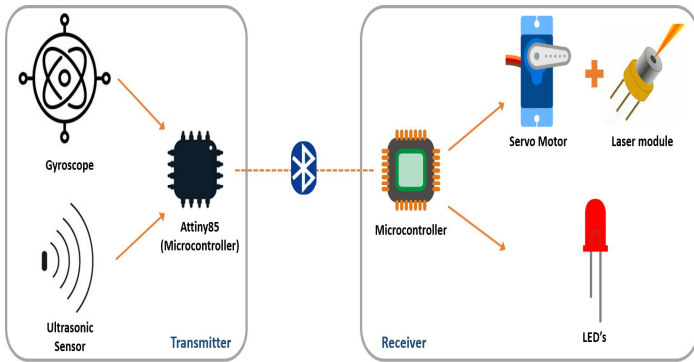 Gyroscope
Attiny85
(Microcontroller)
Ultrasonic
Sensor
Transmitter
Servo Motor
Laser module
Microcontroller
LED's
Receiver